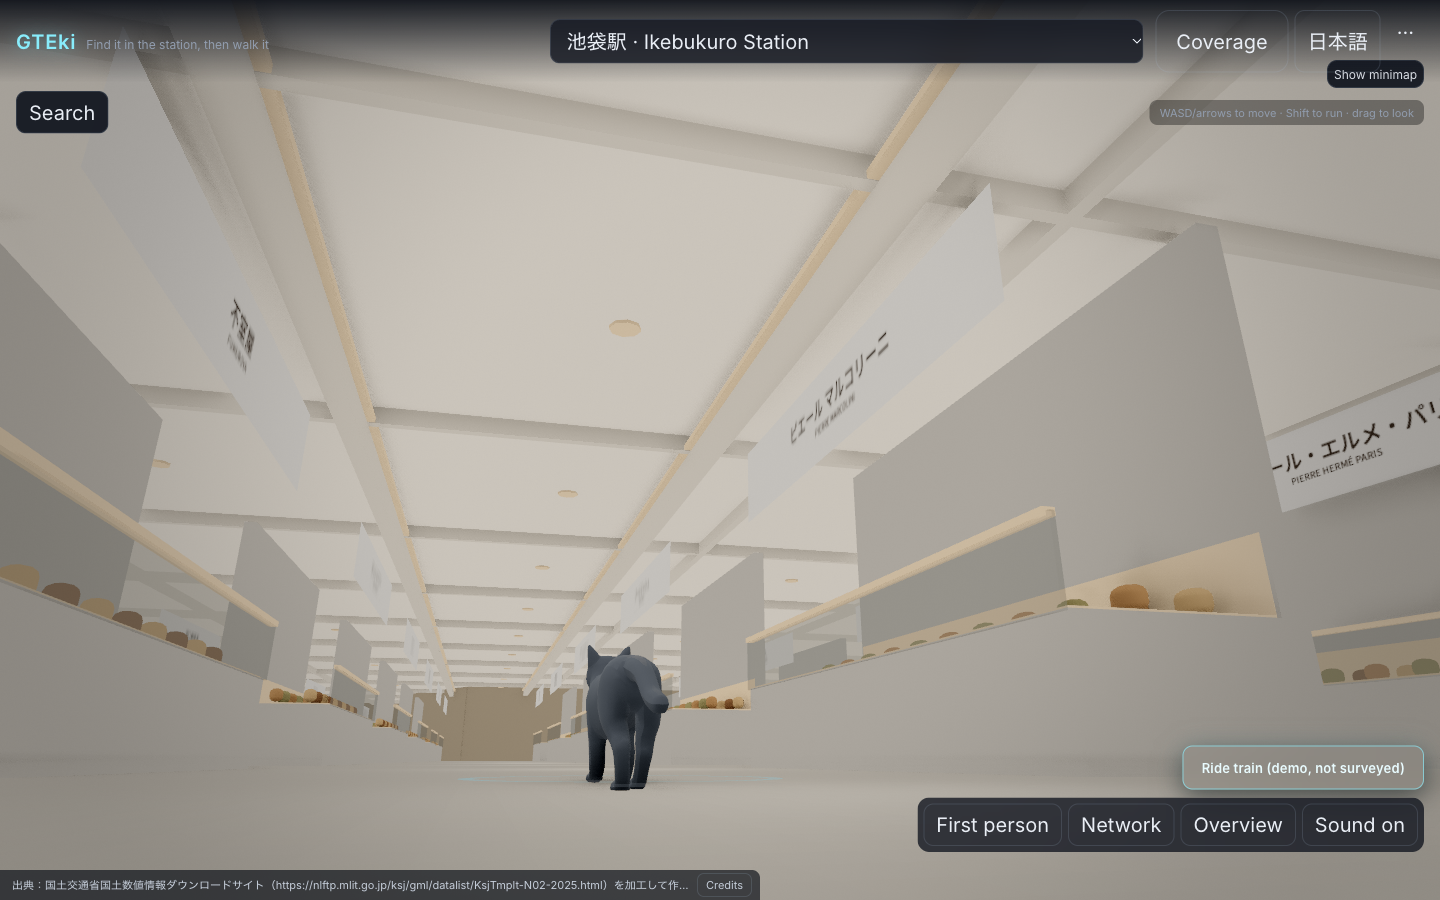 GTEki
Find it in the station, then walk it
池袋駅 · Ikebukuro Station
Coverage
日本語
...
Show minimap
Search
WASD/arrows to move · Shift to run · drag to look
ピエール マルコリーニ
PIERRE MARCOLINI
ール・エルメ・パリ
PIERRE HERMÉ PARIS
Ride train (demo, not surveyed)
First person
Network
Overview
Sound on
出典：国土交通省国土数値情報ダウンロードサイト（https://nlftp.mlit.go.jp/ksj/gml/datalist/KsjTmplt-N02-2025.html）を加工して作...
Credits